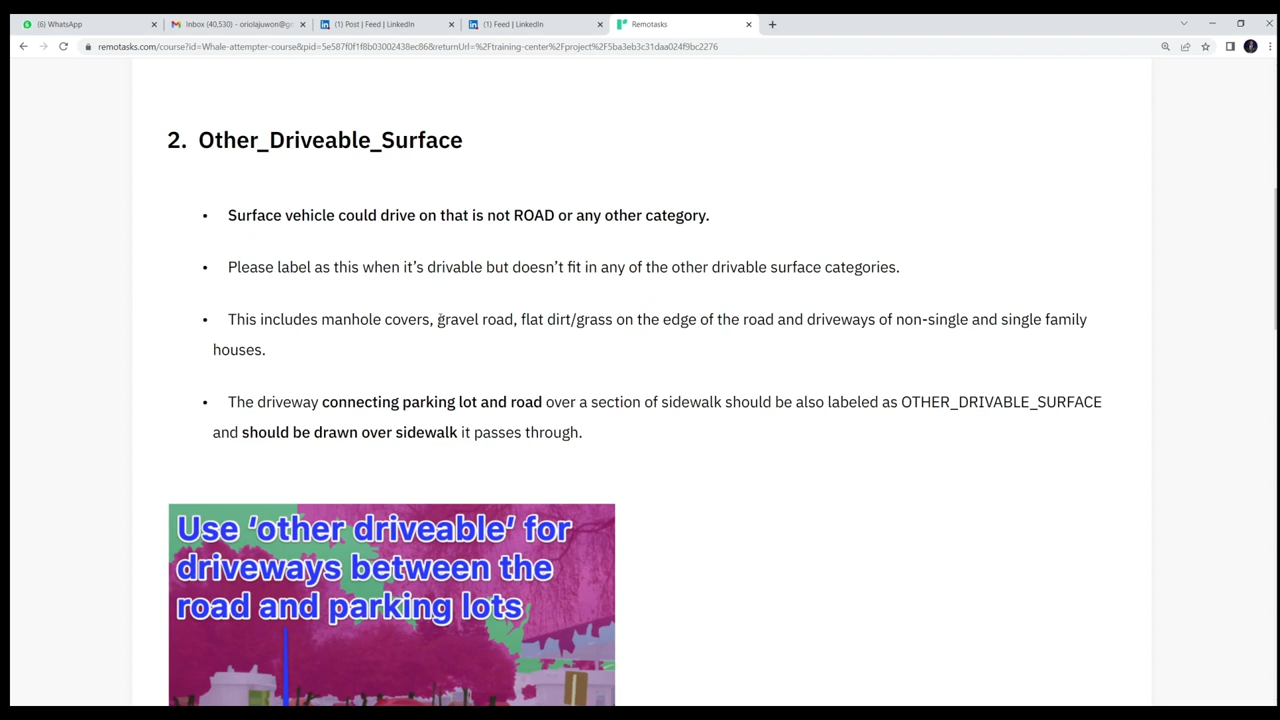 (6) WhatsApp
Inbox (40,530) - oriolajuwon@gm
(1) Post | Feed | LinkedIn
(1) Feed | LinkedIn
Remotasks
remotasks.com/course?id=Whale-attempter-course&pid=5e587f0f1f8b03002438ec86&returnUrl=%2Ftraining-center%2Fproject%2F5ba3eb3c31daa024f9bc2276
2. Other_Driveable_Surface
• Surface vehicle could drive on that is not ROAD or any other category.
• Please label as this when it’s drivable but doesn’t fit in any of the other drivable surface categories.
• This includes manhole covers, gravel road, flat dirt/grass on the edge of the road and driveways of non-single and single family
houses.
• The driveway connecting parking lot and road over a section of sidewalk should be also labeled as OTHER_DRIVABLE_SURFACE
and should be drawn over sidewalk it passes through.
Use ‘other driveable’ for
driveways between the
road and parking lots